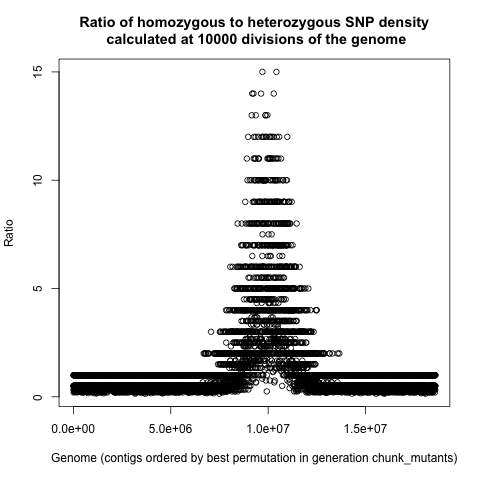 Ratio of homozygous to heterozygous SNP density
calculated at 10000 divisions of the genome
15
10
5
0
Ratio
0.0e+00 5.0e+06 1.0e+07 1.5e+07
Genome (contigs ordered by best permutation in generation chunk_mutants)